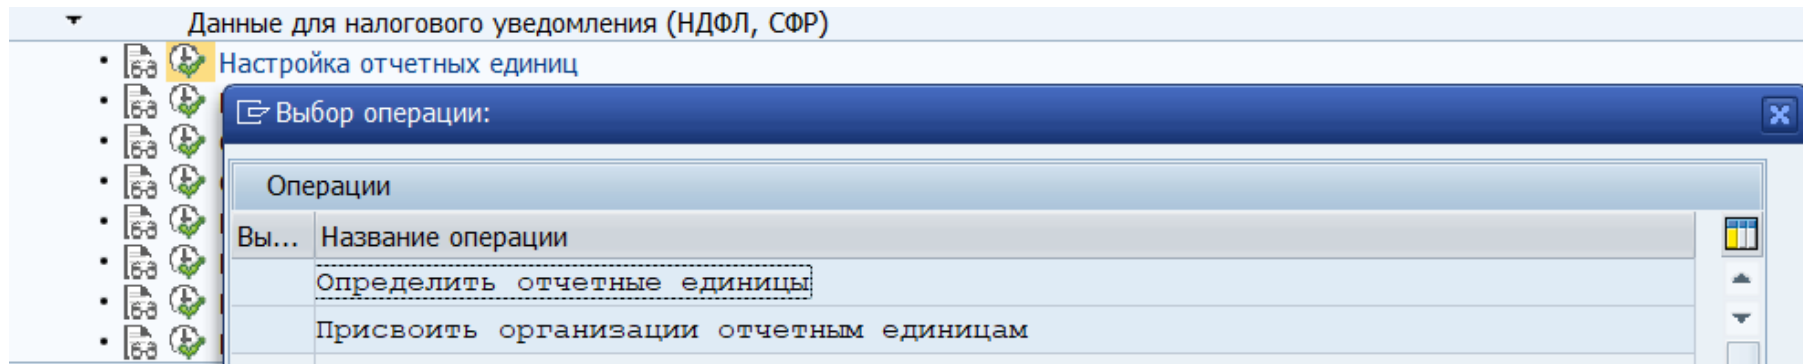 Данные для налогового уведомления (НДФЛ, СФР)
Настройка отчетных единиц
Выбор операции:
Операции
Вы... Название операции
Определить отчетные единицы
Присвоить организации отчетным единицам